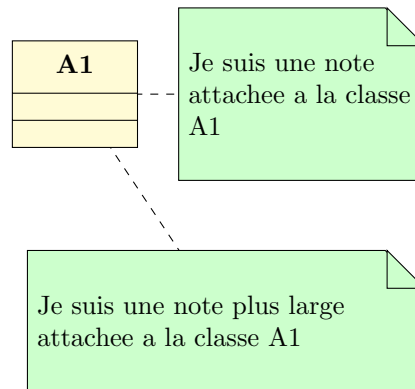 A1
Je suis une note
attachee a la classe
A1
Je suis une note plus large
attachee a la classe A1